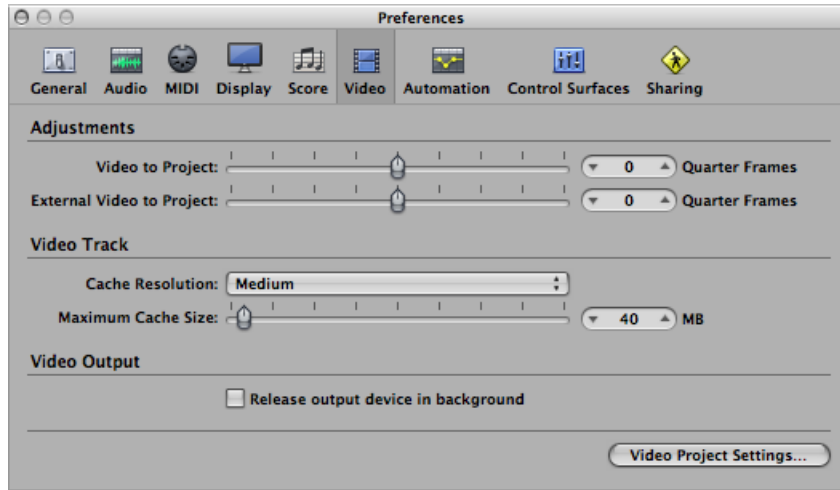 Preferences
General Audio MIDI Display Score Video Automation Control Surfaces Sharing
Adjustments
Video to Project: 0 Quarter Frames
External Video to Project: 0 Quarter Frames
Video Track
Cache Resolution: Medium
Maximum Cache Size: 40 MB
Video Output
Release output device in background
Video Project Settings...